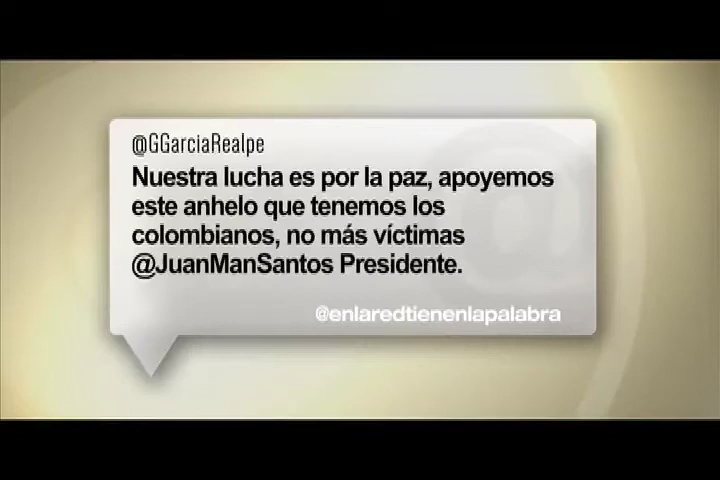 @GGarciaRealpe
Nuestra lucha es por la paz, apoyemos
este anhelo que tenemos los
colombianos, no más víctimas
@JuanManSantos Presidente.
@enlaredtienenlapalabra